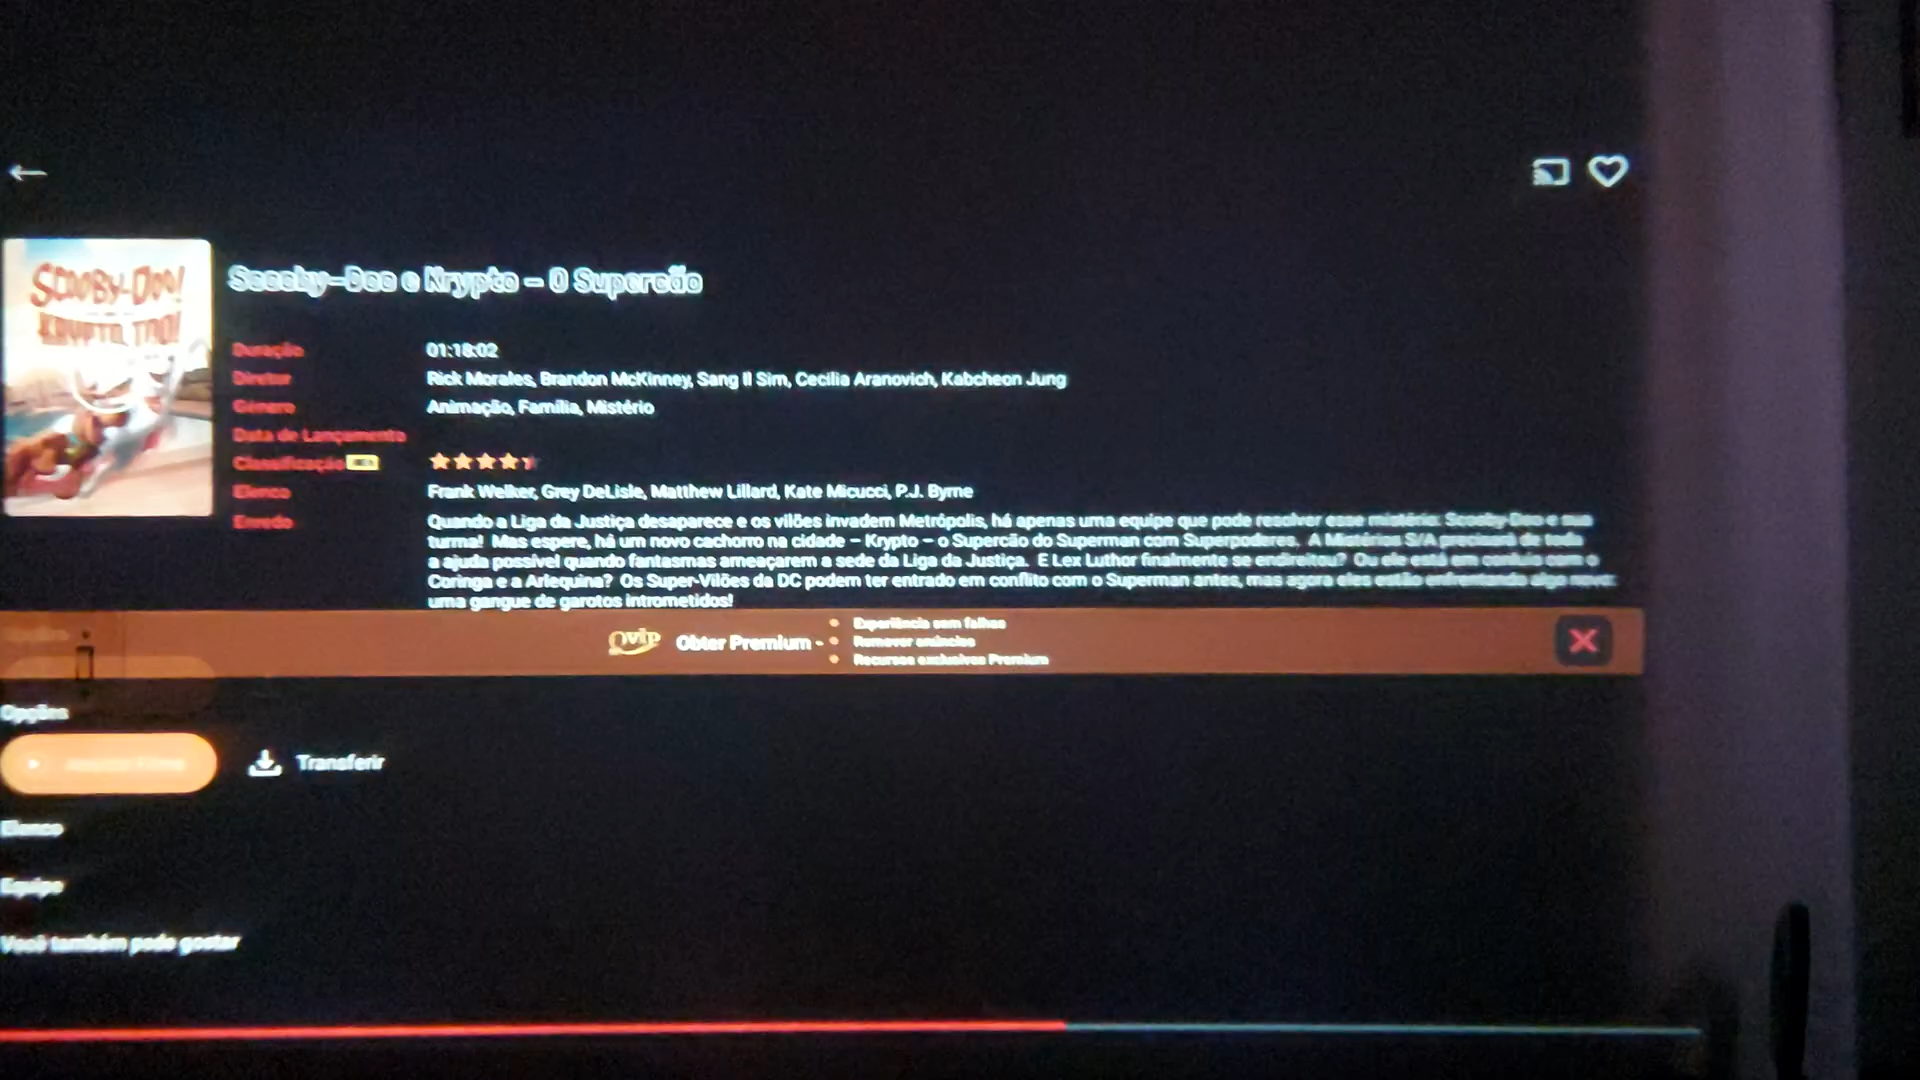 SCOOBY-DOO!
KRYPTO, TOO!
Scooby-Doo e Krypto - O Supercão
Duração 01:18:02
Diretor Rick Morales, Brandon McKinney, Sang Il Sim, Cecilia Aranovich, Kabcheon Jung
Gênero Animação, Família, Mistério
Data de Lançamento
Classificação
Elenco Frank Welker, Grey DeLisle, Matthew Lillard, Kate Micucci, P.J. Byrne
Enredo Quando a Liga da Justiça desaparece e os vilões invadem Metrópolis, há apenas uma equipe que pode resolver esse mistério: Scooby-Doo e sua
turma! Mas espere, há um novo cachorro na cidade – Krypto – o Supercão do Superman com Superpoderes. A Mistérios S/A precisará de toda
a ajuda possível quando fantasmas ameaçarem a sede da Liga da Justiça. E Lex Luthor finalmente se endireitou? Ou ele está em conluio com o
Coringa e a Arlequina? Os Super-Vilões da DC podem ter entrado em conflito com o Superman antes, mas agora eles estão enfrentando algo novo:
uma gangue de garotos intrometidos!
vip Obter Premium -
Experiência sem falhas
Remover anúncios
Recursos exclusivos Premium
Opções
Transferir
Elenco
Equipe
Você também pode gostar